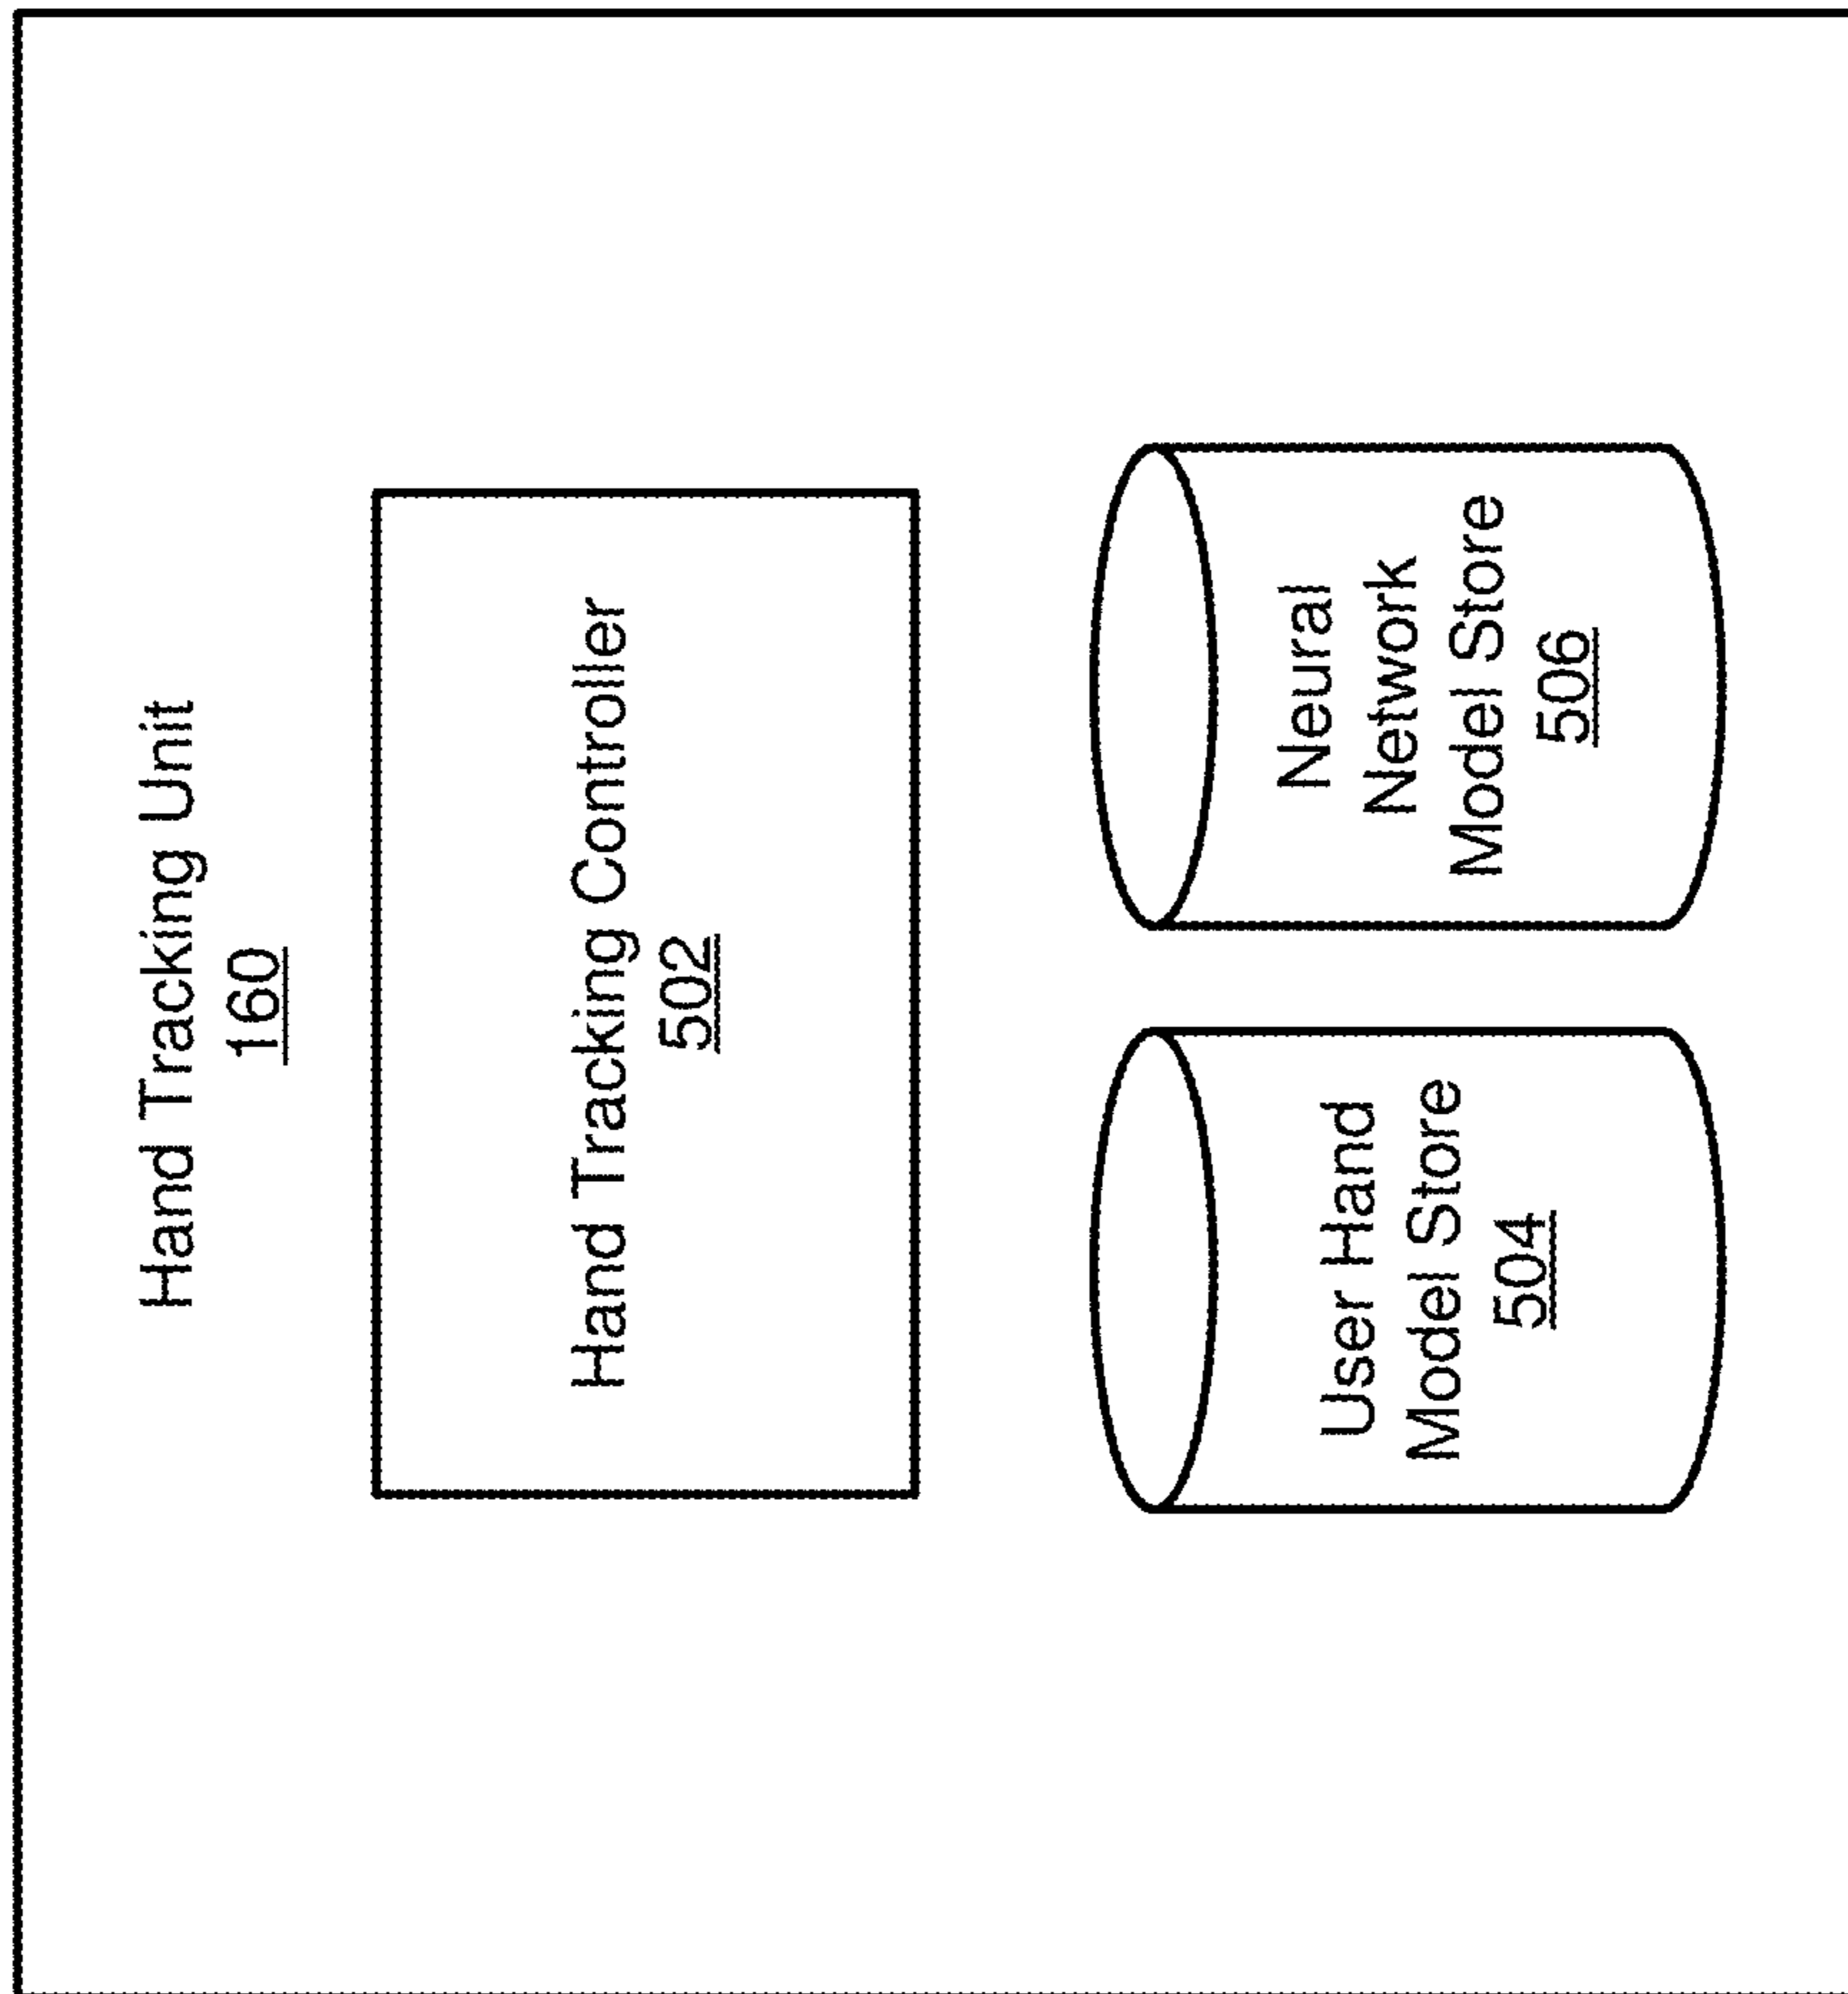 Hand Tracking Unit
160
Hand Tracking Controller
502
User Hand
Model Store
504
Neural
Network
Model Store
506